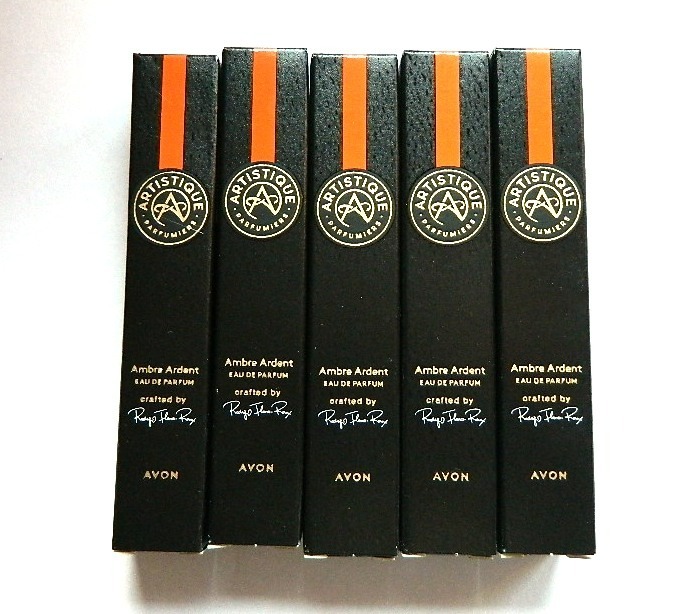 ARTISTIQUE
PARFUMIERS
Ambre Ardent
EAU DE PARFUM
crafted by
AVON
ARTISTIQUE
PARFUMIERS
Ambre Ardent
EAU DE PARFUM
crafted by
AVON
ARTISTIQUE
PARFUMIERS
Ambre Ardent
EAU DE PARFUM
crafted by
AVON
ARTISTIQUE
PARFUMIERS
Ambre Ardent
EAU DE PARFUM
crafted by
AVON
ARTISTIQUE
PARFUMIERS
Ambre Ardent
EAU DE PARFUM
crafted by
AVON